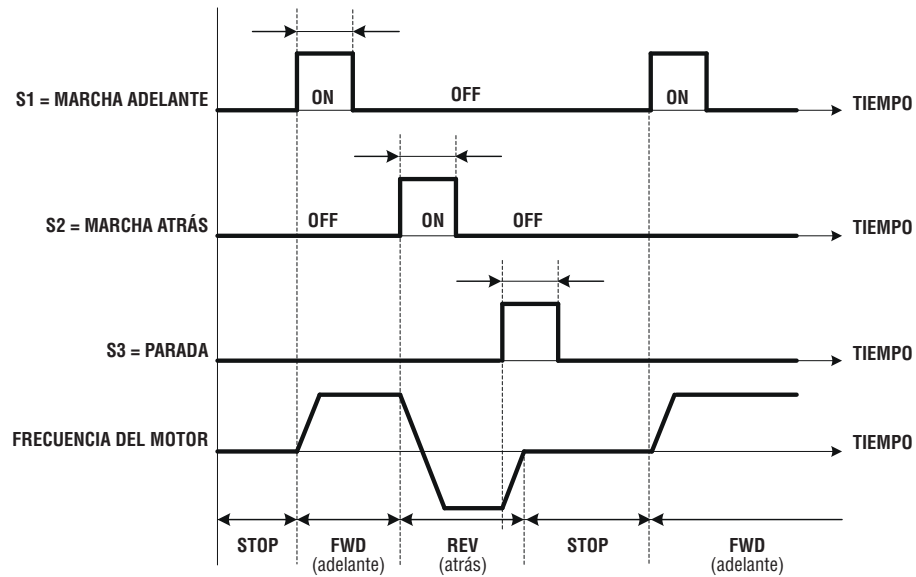 S1 = MARCHA ADELANTE
ON
OFF
ON
TIEMPO
S2 = MARCHA ATRÁS
OFF
ON
OFF
TIEMPO
S3 = PARADA
TIEMPO
FRECUENCIA DEL MOTOR
TIEMPO
STOP
FWD
(adelante)
REV
(atrás)
STOP
FWD
(adelante)